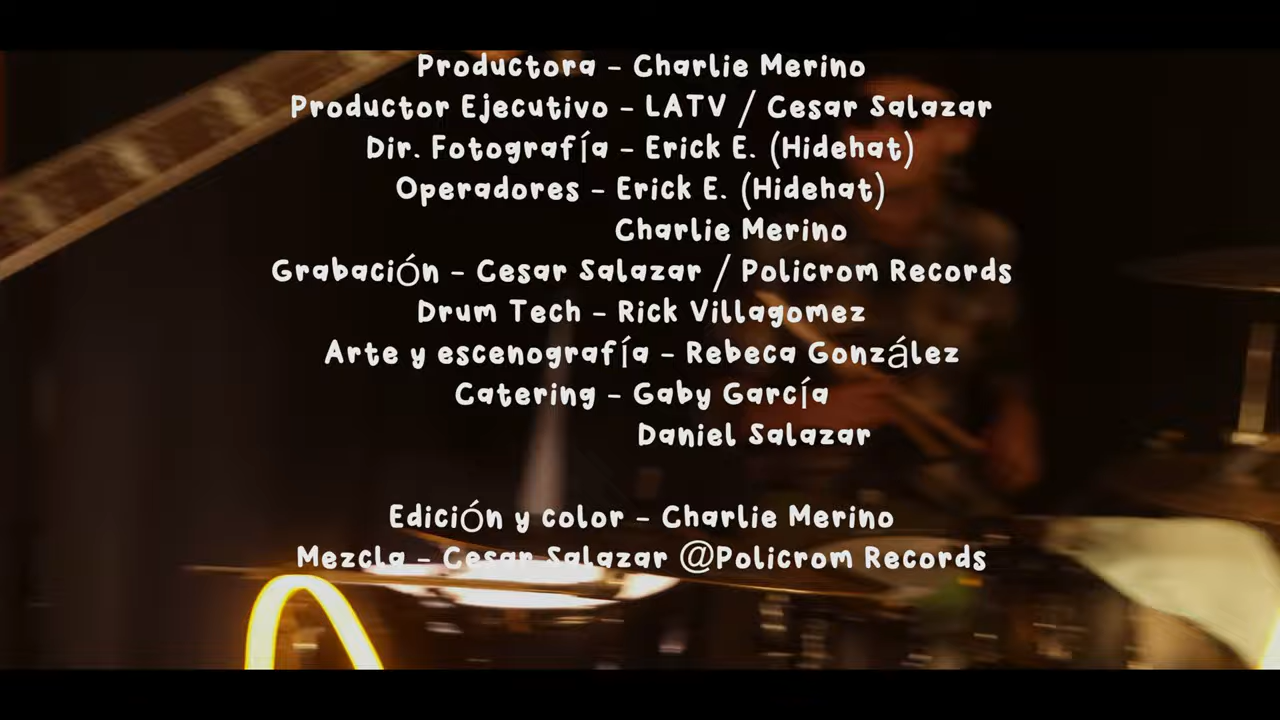 Productora - Charlie Merino
Productor Ejecutivo - LATV / Cesar Salazar
Dir. Fotografía - Erick E. (Hidehat)
Operadores - Erick E. (Hidehat)
Charlie Merino
Grabación - Cesar Salazar / Policrom Records
Drum Tech - Rick Villagomez
Arte y escenografía - Rebeca González
Catering - Gaby García
Daniel Salazar
Edición y color - Charlie Merino
Mezcla - Cesar Salazar @Policrom Records